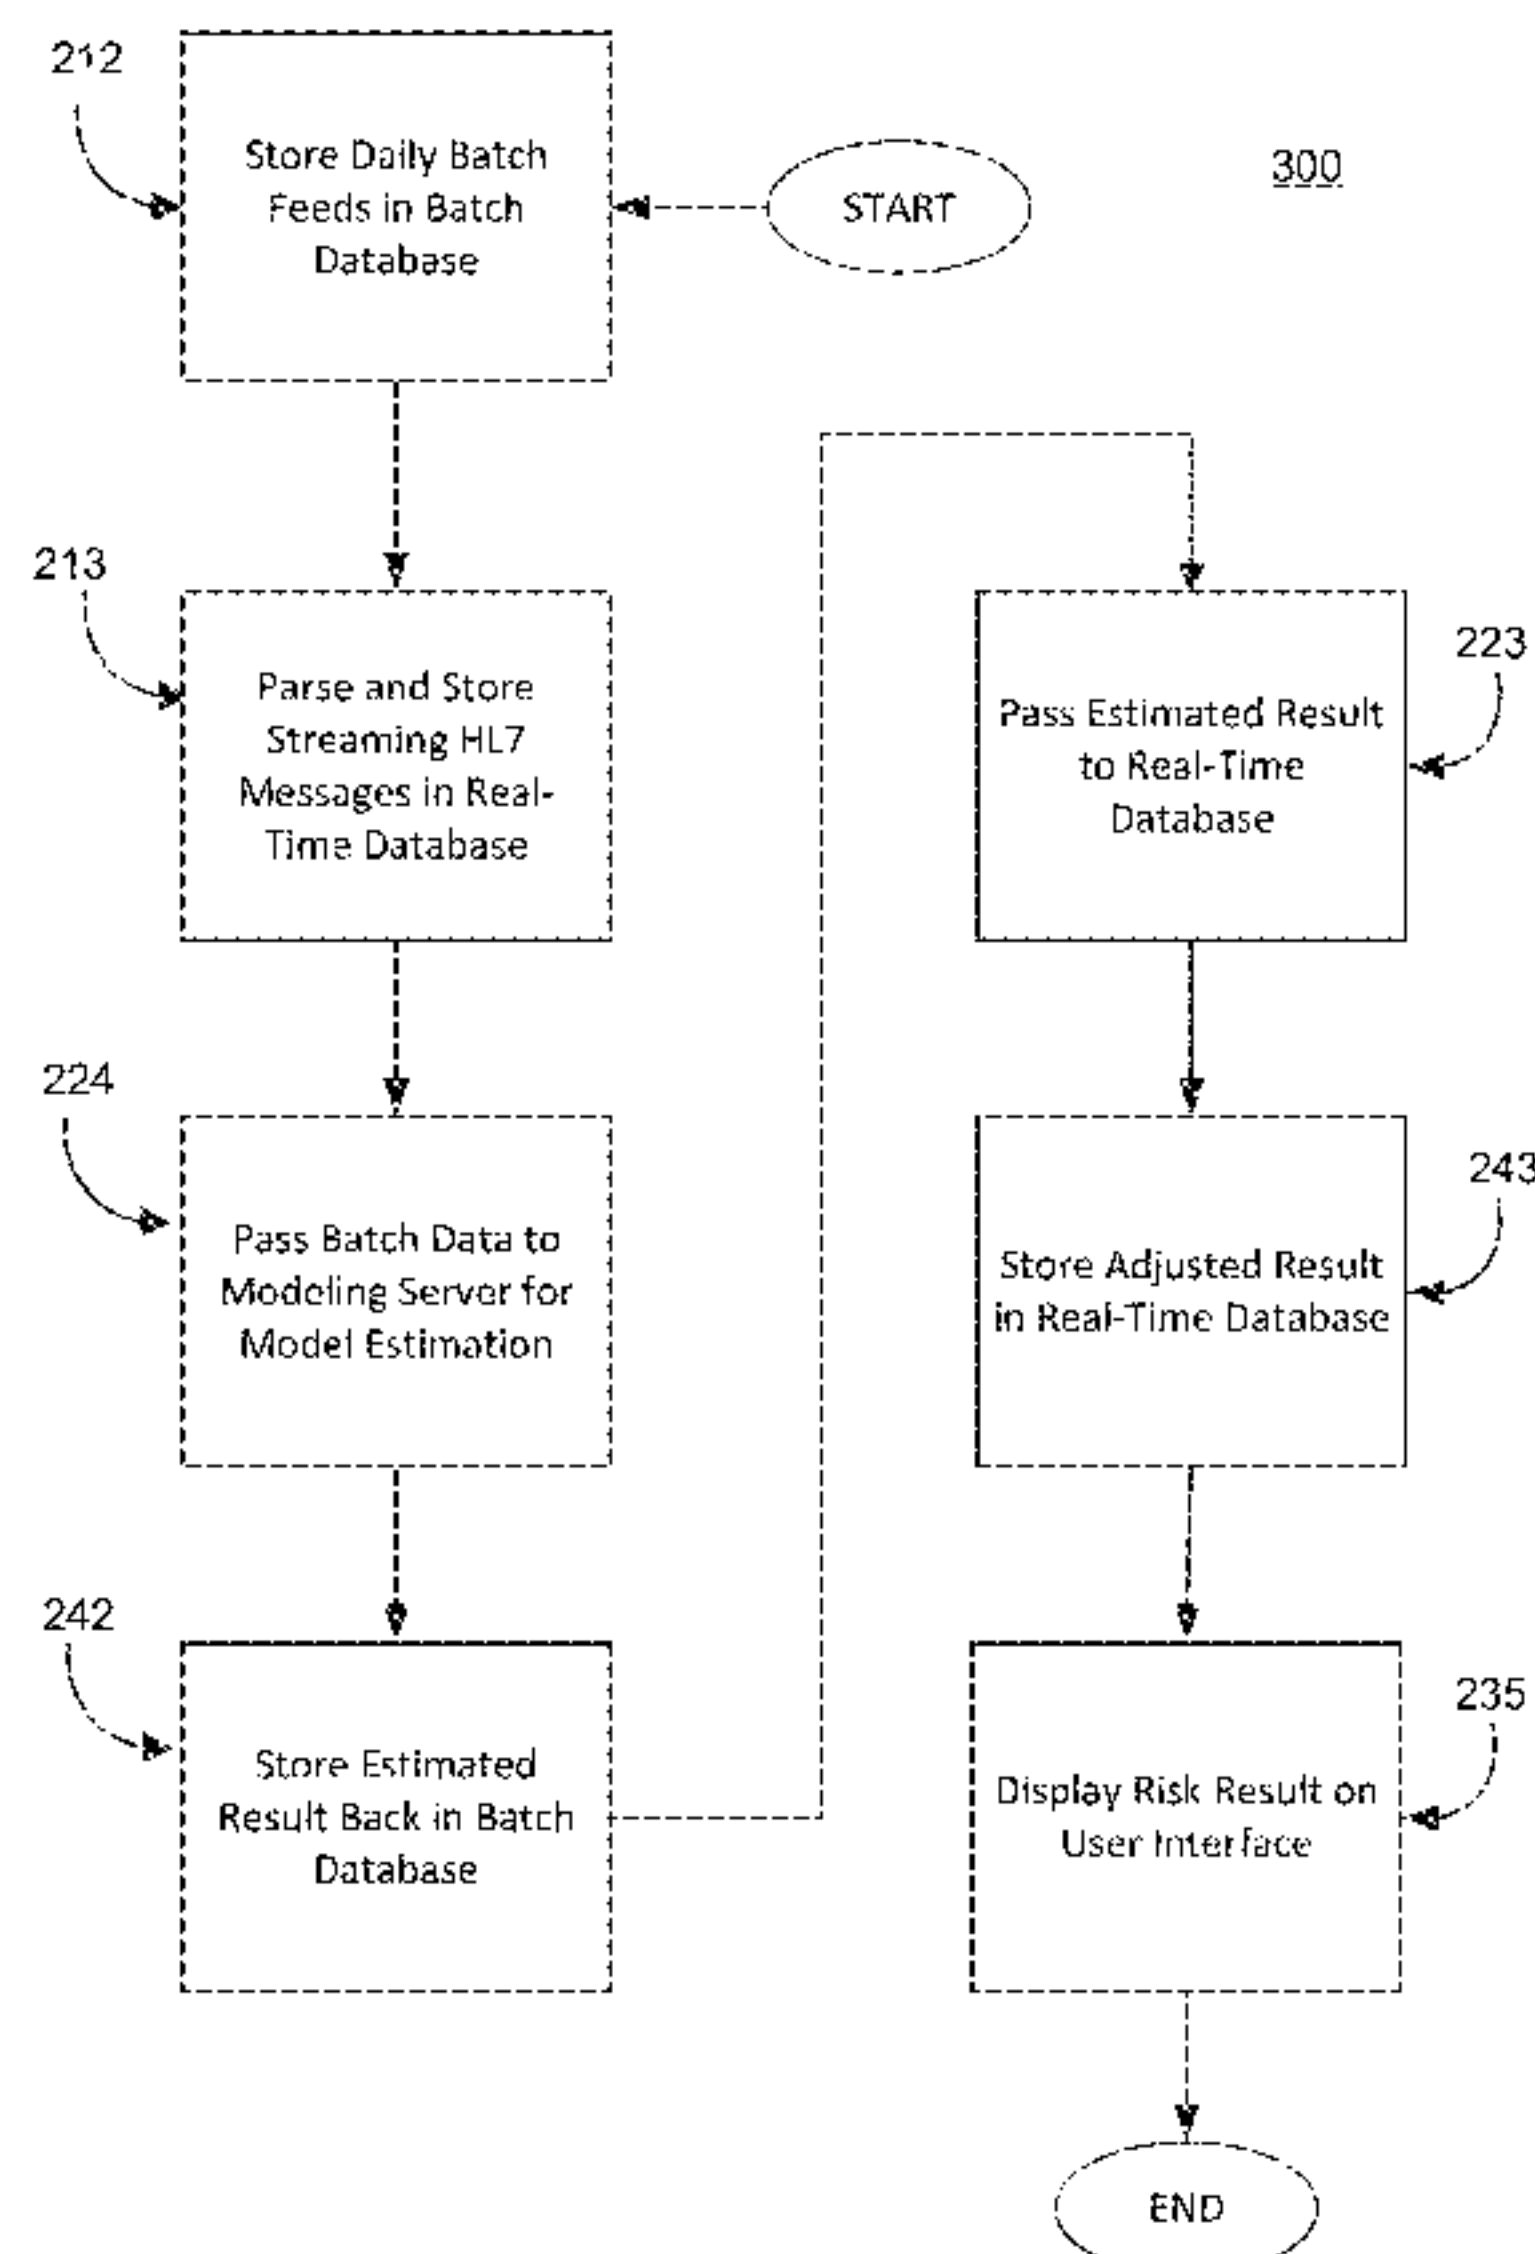 212
Store Daily Batch
Feeds in Batch
Database
START
300
213
Parse and Store
Streaming HL7
Messages in Real-
Time Database
224
Pass Batch Data to
Modeling Server for
Model Estimation
242
Store Estimated
Result Back in Batch
Database
223
Pass Estimated Result
to Real-Time
Database
243
Store Adjusted Result
in Real-Time Database
235
Display Risk Result on
User Interface
END